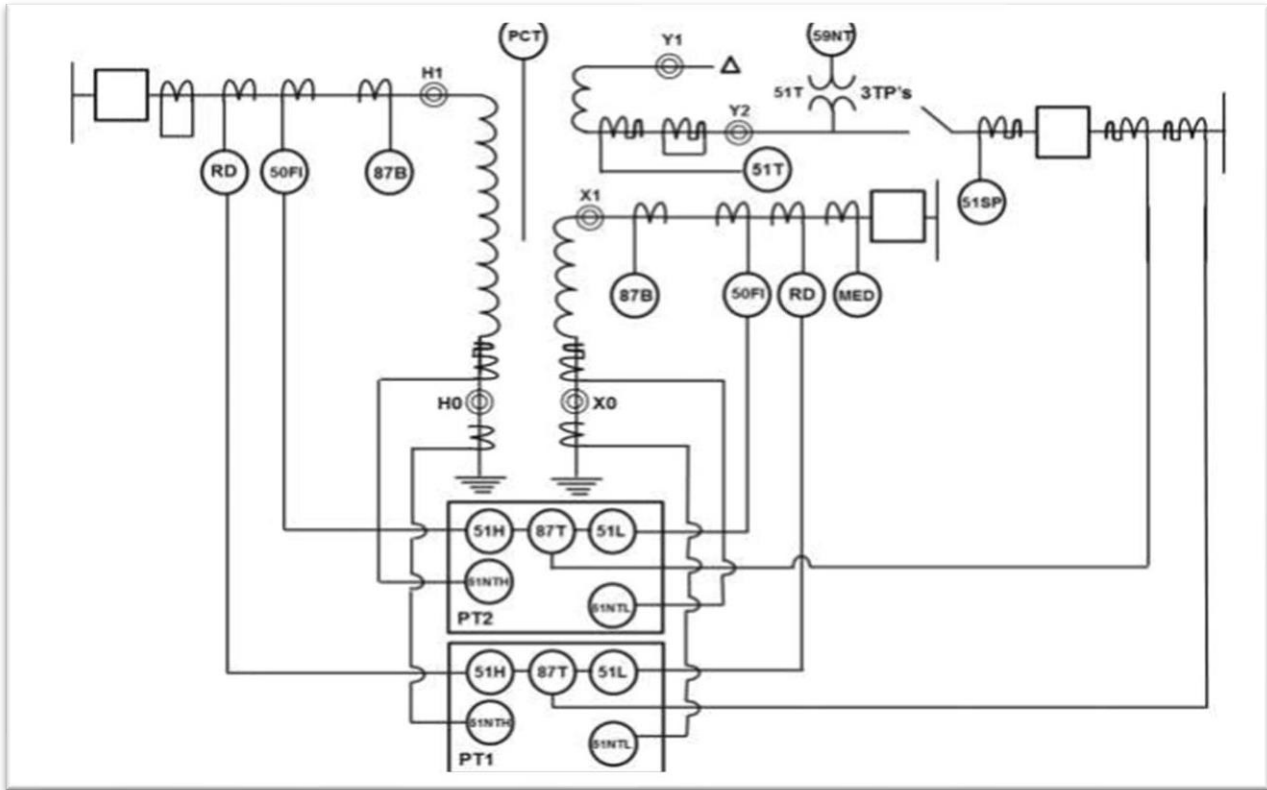 PCT
59NT
Y1
Δ
H1
51T
3TP's
Y2
RD
50FI
87B
51T
X1
51SP
87B
50FI
RD
MED
H0
X0
51H
87T
51L
51NTH
51NTL
PT2
51H
87T
51L
51NTH
51NTL
PT1